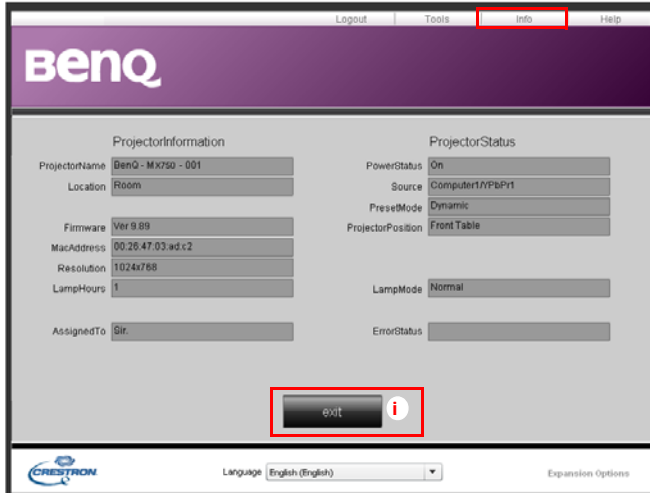 Logout Tools Info Help
BenQ
ProjectorInformation ProjectorStatus
ProjectorName BenQ - MX750 - 001 PowerStatus On
Location Room Source Computer1/YPbPr1
PresetMode Dynamic
Firmware Ver 9.89 ProjectorPosition Front Table
MacAddress 00:26:47:03:ad:c2
Resolution 1024x768
LampHours 1 LampMode Normal
AssignedTo Sir. ErrorStatus
exit i
CRESTRON Language English (English) Expansion Options